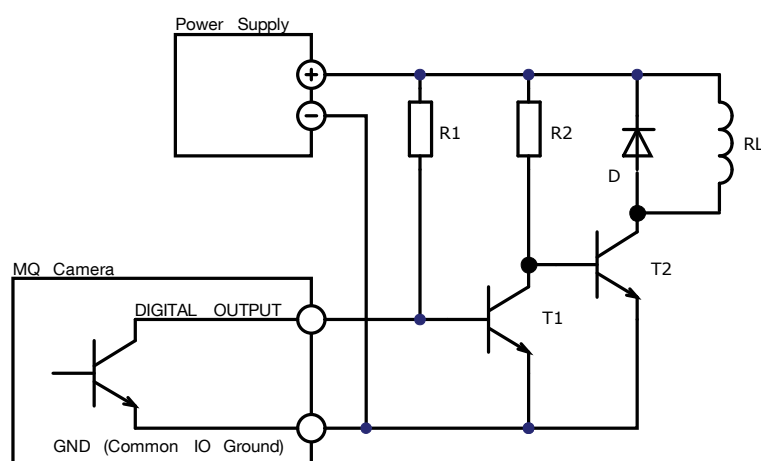 Power Supply
+
R1
R2
RL
−
D
T2
MQ Camera
DIGITAL OUTPUT
T1
GND (Common IO Ground)